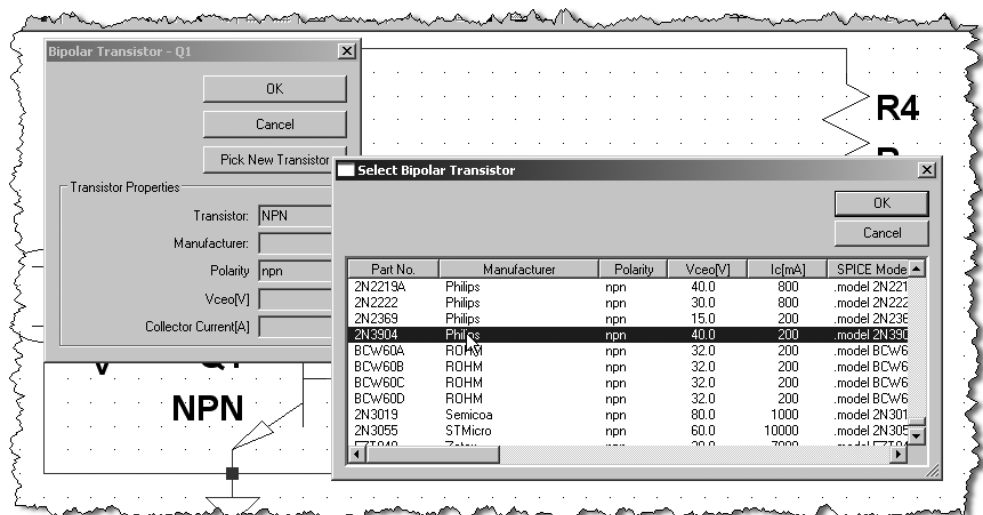 Bipolar Transistor - Q1
OK
Cancel
Pick New Transistor
Transistor Properties
Transistor: NPN
Manufacturer:
Polarity npn
Vceo[V]
Collector Current[A]
R4
NPN
Select Bipolar Transistor
OK
Cancel
Part No. Manufacturer Polarity Vceo[V] Ic[mA] SPICE Mode
2N2219A Philips npn 40.0 800 .model 2N221
2N2222 Philips npn 30.0 800 .model 2N222
2N2369 Philips npn 15.0 200 .model 2N236
2N3904 Philips npn 40.0 200 .model 2N390
BCW60A ROHM npn 32.0 200 .model BCW6
BCW60B ROHM npn 32.0 200 .model BCW6
BCW60C ROHM npn 32.0 200 .model BCW6
BCW60D ROHM npn 32.0 200 .model BCW6
2N3019 Semicoa npn 80.0 1000 .model 2N301
2N3055 STMicro npn 60.0 10000 .model 2N305